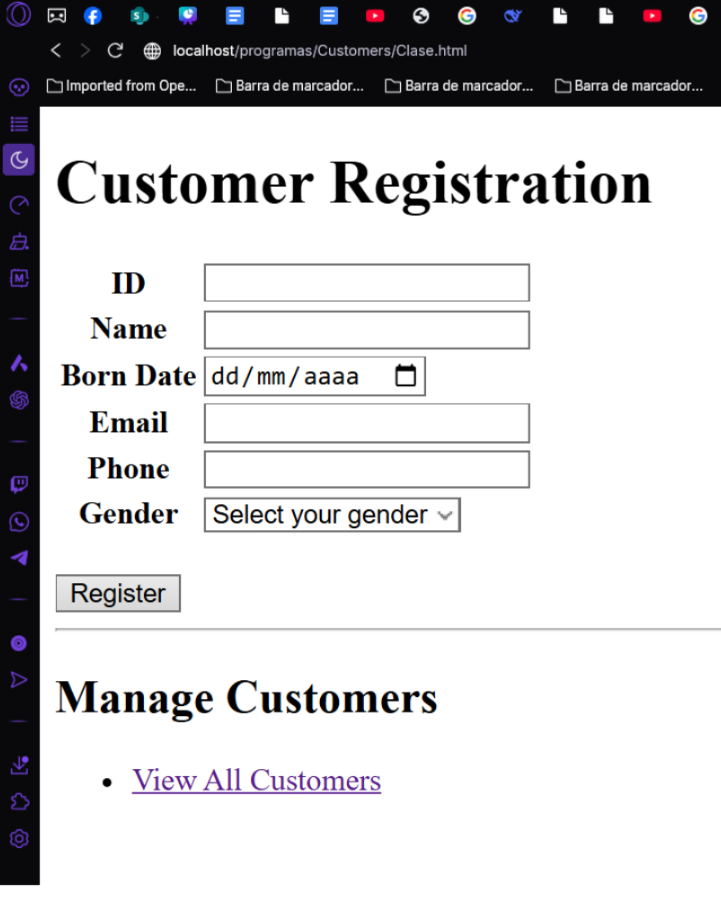 localhost/programas/Customers/Clase.html
Imported from Ope... Barra de marcador... Barra de marcador... Barra de marcador...
Customer Registration
ID
Name
Born Date dd/mm/aaaa
Email
Phone
Gender Select your gender
Register
Manage Customers
View All Customers